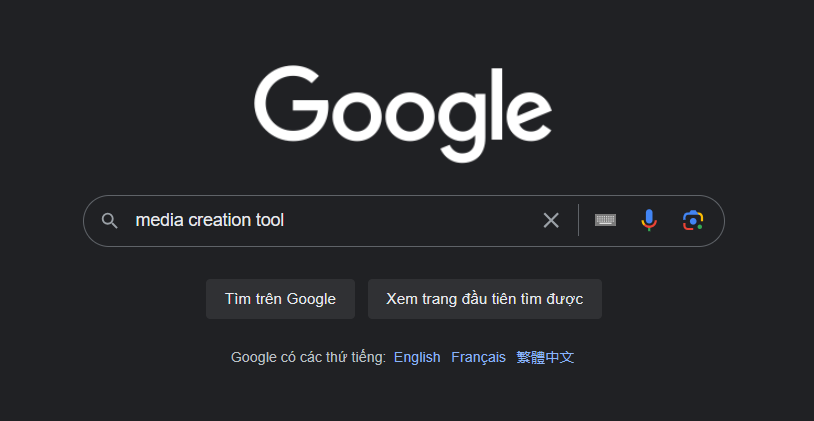 Google
media creation tool
Tìm trên Google Xem trang đầu tiên tìm được
Google có các thứ tiếng: English Français 繁體中文